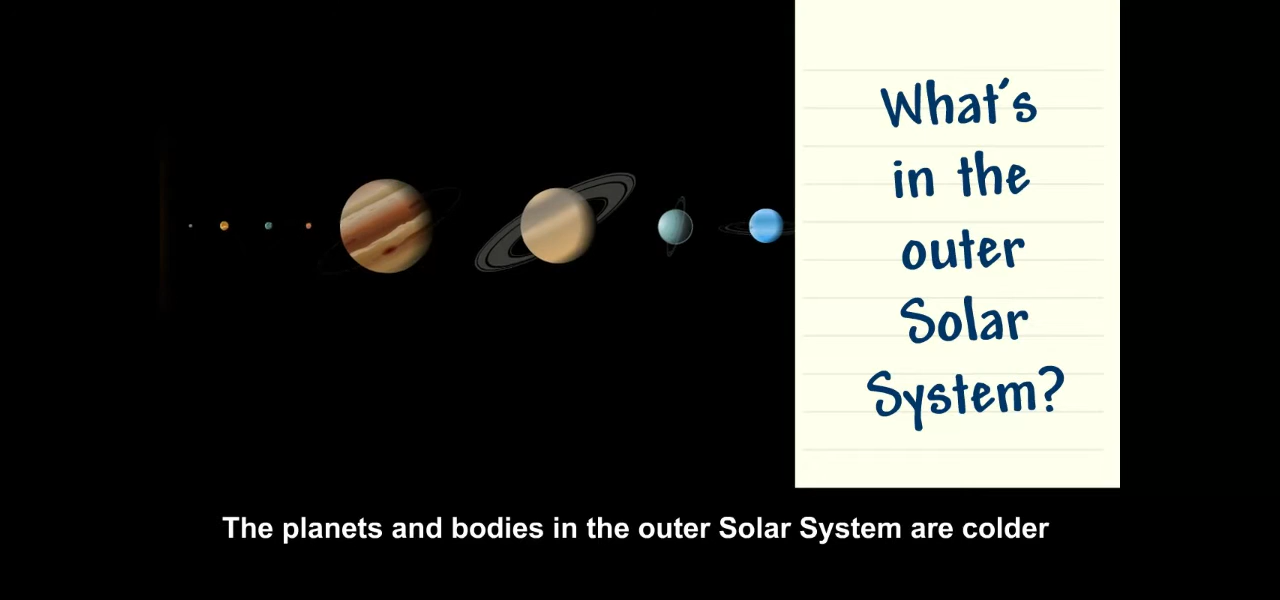 What's
in the
outer
Solar
System?
The planets and bodies in the outer Solar System are colder